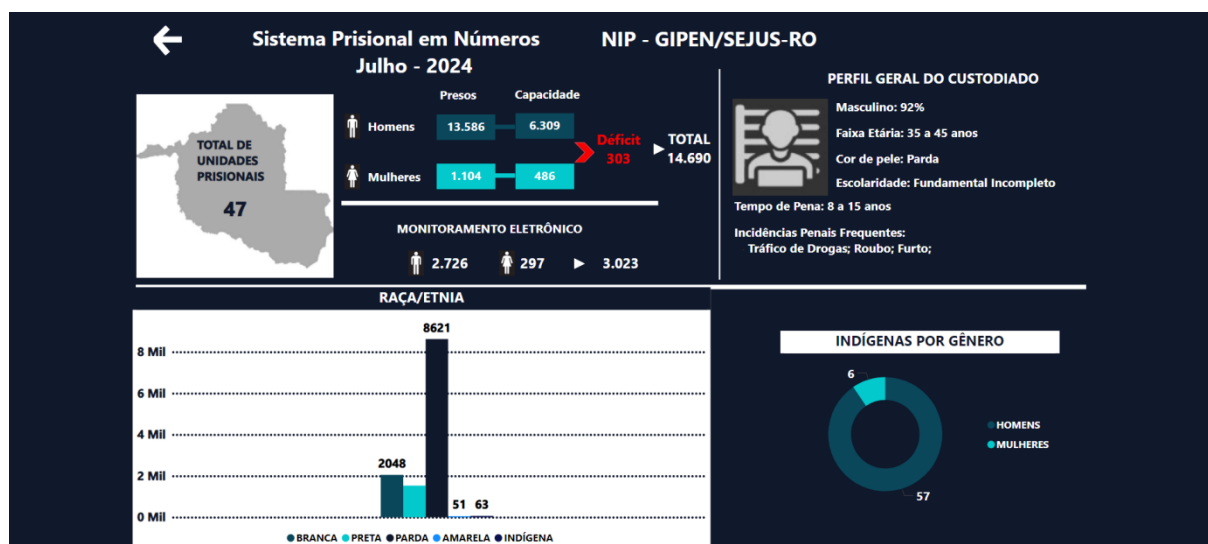 Sistema Prisional em Números
Julho - 2024
NIP - GIPEN/SEJUS-RO
TOTAL DE
UNIDADES
PRISIONAIS
47
Presos Capacidade
Homens 13.586 6.309
Mulheres 1.104 486
Déficit
303
TOTAL
14.690
MONITORAMENTO ELETRÔNICO
2.726 297 3.023
PERFIL GERAL DO CUSTODIADO
Masculino: 92%
Faixa Etária: 35 a 45 anos
Cor de pele: Parda
Escolaridade: Fundamental Incompleto
Tempo de Pena: 8 a 15 anos
Incidências Penais Frequentes:
Tráfico de Drogas; Roubo; Furto;
RAÇA/ETNIA
8621
8 Mil
6 Mil
4 Mil
2048
2 Mil
51 63
0 Mil
BRANCA PRETA PARDA AMARELA INDÍGENA
INDÍGENAS POR GÊNERO
6
HOMENS
MULHERES
57